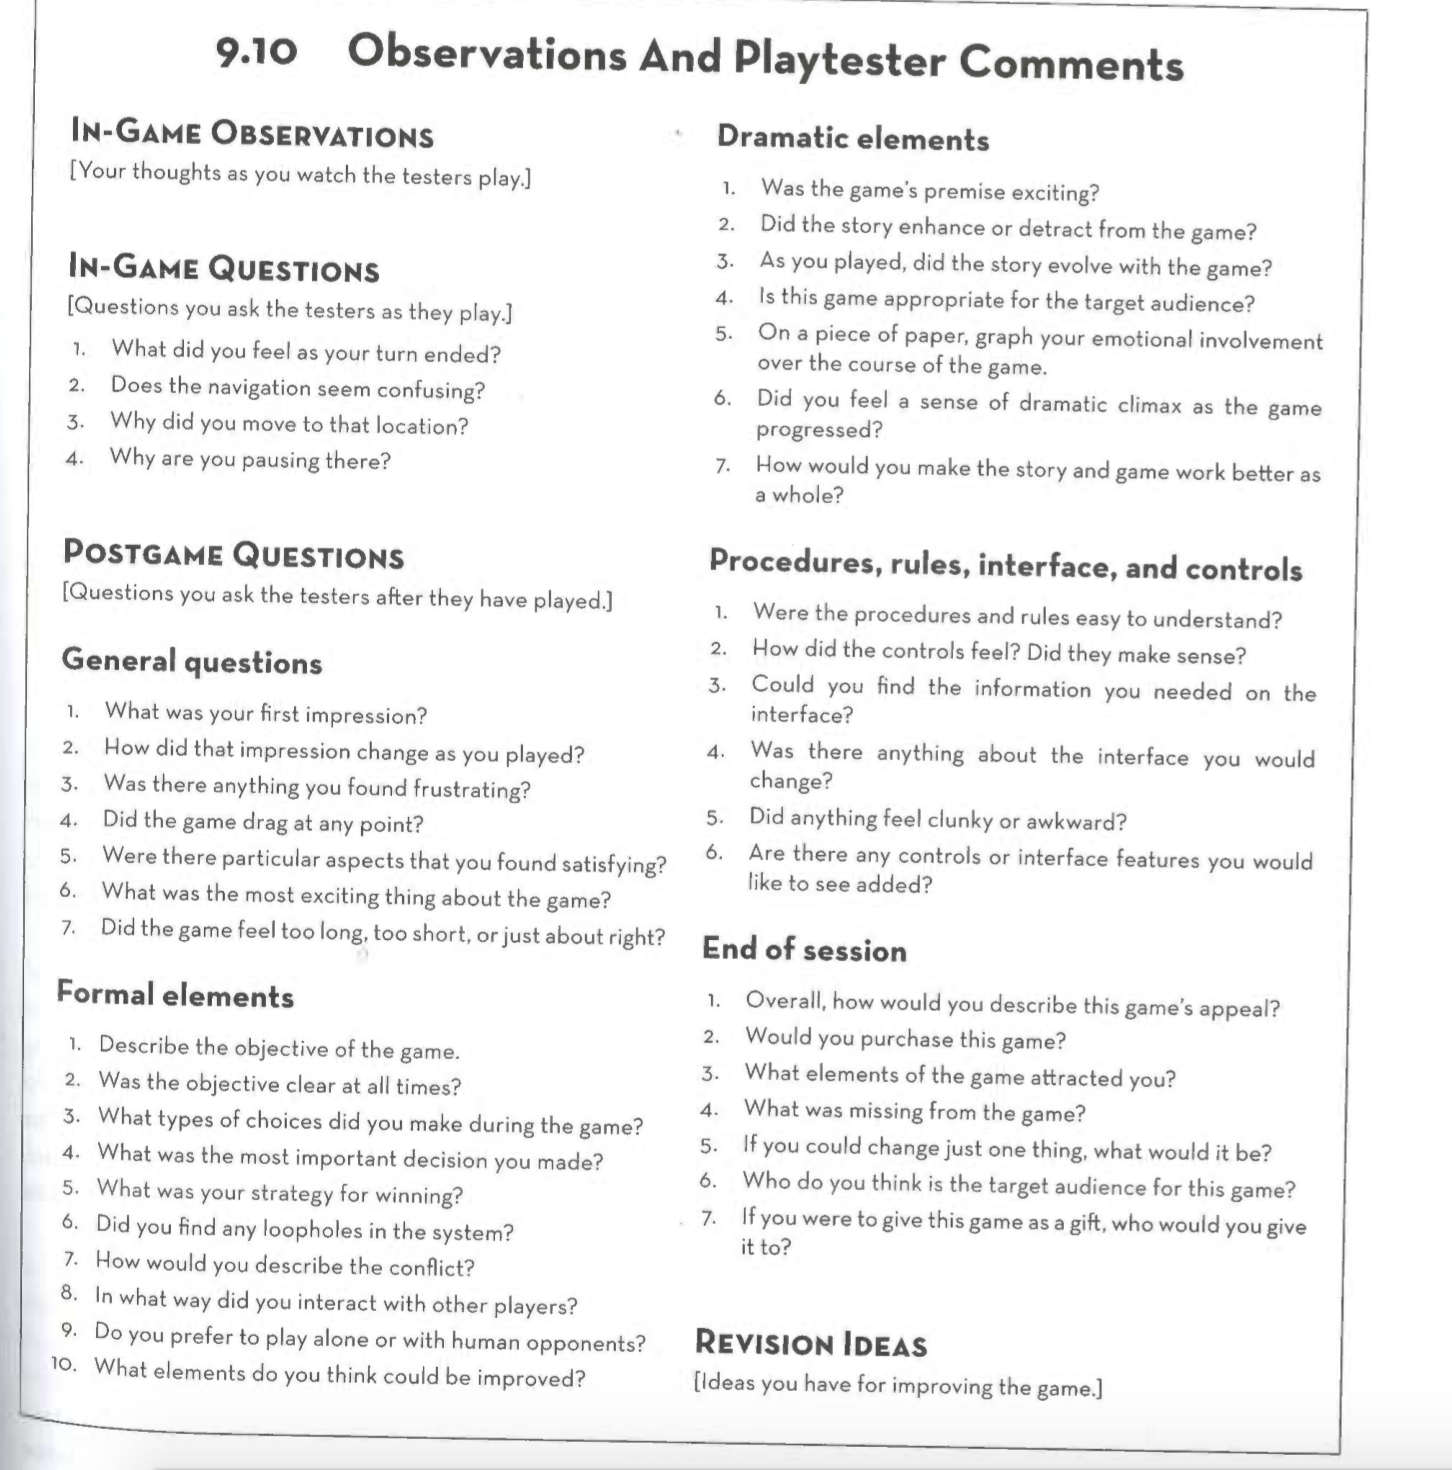 9.10 Observations And Playtester Comments
IN-GAME OBSERVATIONS
[Your thoughts as you watch the testers play.]
IN-GAME QUESTIONS
[Questions you ask the testers as they play.]
1. What did you feel as your turn ended?
2. Does the navigation seem confusing?
3. Why did you move to that location?
4. Why are you pausing there?
POSTGAME QUESTIONS
[Questions you ask the testers after they have played.]
General questions
1. What was your first impression?
2. How did that impression change as you played?
3. Was there anything you found frustrating?
4. Did the game drag at any point?
5. Were there particular aspects that you found satisfying?
6. What was the most exciting thing about the game?
7. Did the game feel too long, too short, or just about right?
Formal elements
1. Describe the objective of the game.
2. Was the objective clear at all times?
3. What types of choices did you make during the game?
4. What was the most important decision you made?
5. What was your strategy for winning?
6. Did you find any loopholes in the system?
7. How would you describe the conflict?
8. In what way did you interact with other players?
9. Do you prefer to play alone or with human opponents?
10. What elements do you think could be improved?
Dramatic elements
1. Was the game's premise exciting?
2. Did the story enhance or detract from the game?
3. As you played, did the story evolve with the game?
4. Is this game appropriate for the target audience?
5. On a piece of paper, graph your emotional involvement
over the course of the game.
6. Did you feel a sense of dramatic climax as the game
progressed?
7. How would you make the story and game work better as
a whole?
Procedures, rules, interface, and controls
1. Were the procedures and rules easy to understand?
2. How did the controls feel? Did they make sense?
3. Could you find the information you needed on the
interface?
4. Was there anything about the interface you would
change?
5. Did anything feel clunky or awkward?
6. Are there any controls or interface features you would
like to see added?
End of session
1. Overall, how would you describe this game's appeal?
2. Would you purchase this game?
3. What elements of the game attracted you?
4. What was missing from the game?
5. If you could change just one thing, what would it be?
6. Who do you think is the target audience for this game?
7. If you were to give this game as a gift, who would you give
it to?
REVISION IDEAS
[Ideas you have for improving the game.]